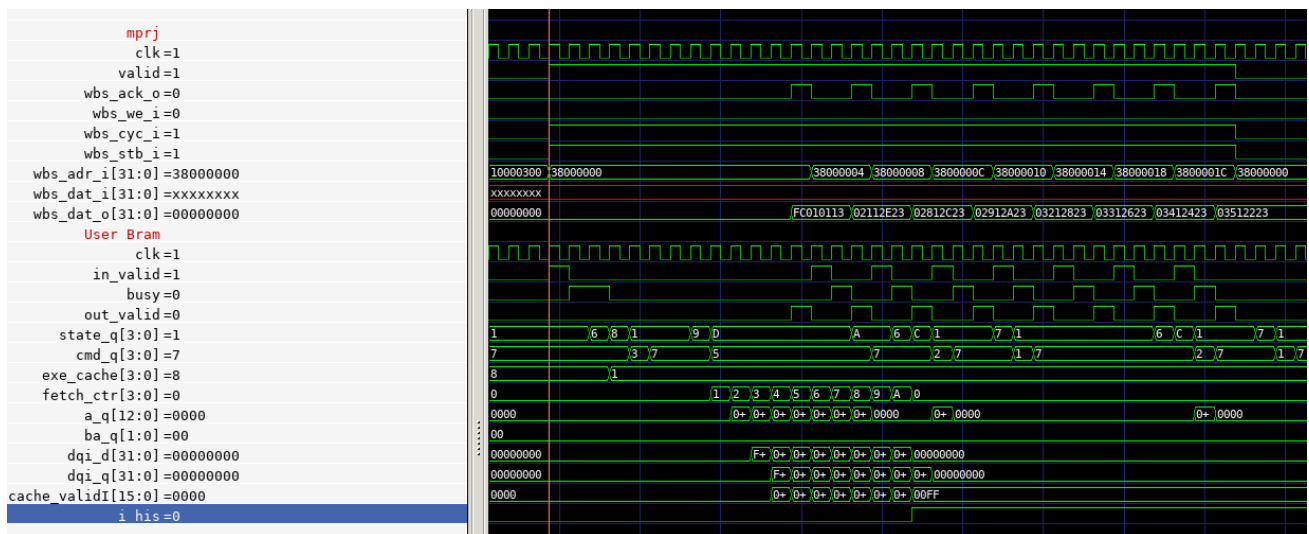 mprj
clk =1
valid =1
wbs_ack_o =0
wbs_we_i =0
wbs_cyc_i =1
wbs_stb_i =1
wbs_adr_i[31:0] =38000000 10000300 38000000 38000004 38000008 3800000C 38000010 38000014 38000018 3800001C 38000000
wbs_dat_i[31:0] =xxxxxxxx xxxxxxxx
wbs_dat_o[31:0] =00000000 00000000 FC010113 02112E23 02812C23 02912A23 03212823 03312623 03412423 03512223
User Bram
clk =1
in_valid =1
busy =0
out_valid =0
state_q[3:0] =1 1 6 8 1 9 D A 6 C 1 7 1 6 C 1 7 1
cmd_q[3:0] =7 7 3 7 5 7 2 7 1 7 2 7 1 7
exe_cache[3:0] =8 8 1
fetch_ctr[3:0] =0 0 1 2 3 4 5 6 7 8 9 A 0
a_q[12:0] =0000 0000 0+ 0+ 0+ 0+ 0+ 0+ 0+ 0000 0+ 0000 0+ 0000
ba_q[1:0] =00 00
dqi_d[31:0] =00000000 00000000 F+ 0+ 0+ 0+ 0+ 0+ 0+ 0+ 00000000
dqi_q[31:0] =00000000 00000000 F+ 0+ 0+ 0+ 0+ 0+ 0+ 0+ 00000000
cache_validI[15:0] =0000 0000 0+ 0+ 0+ 0+ 0+ 0+ 0+ 00FF
i_his =0